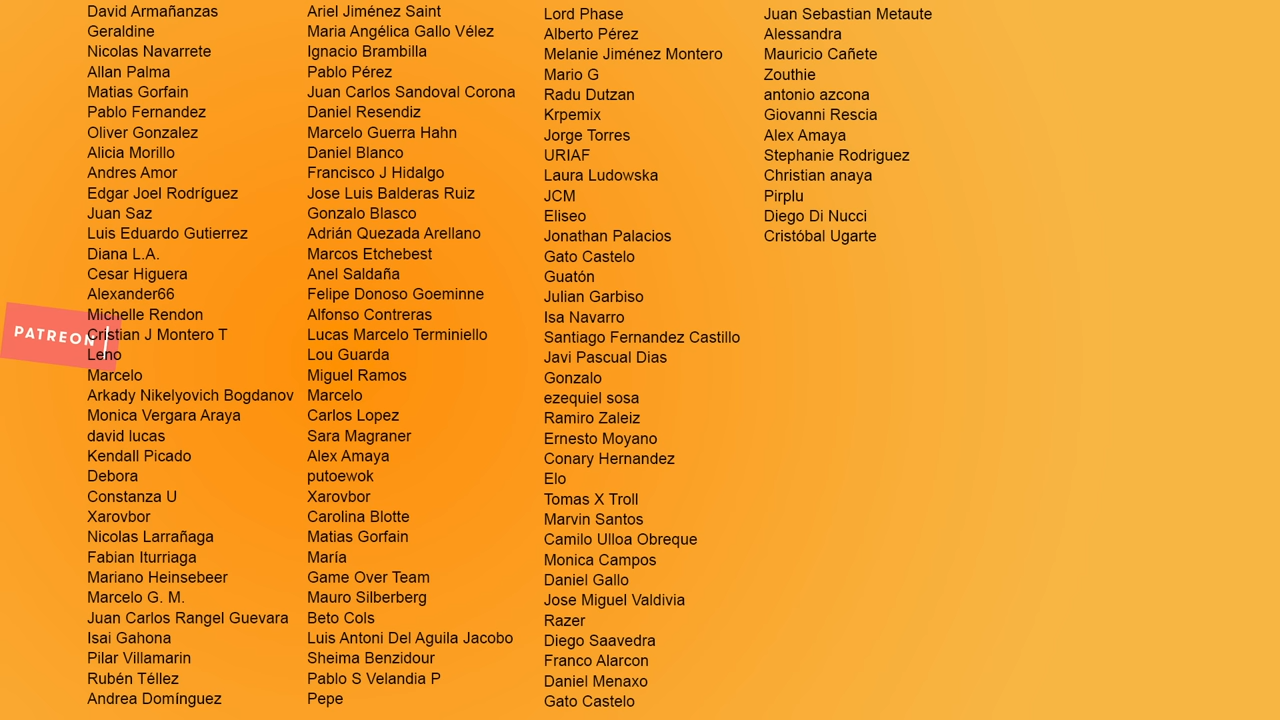 David Armañanzas
Geraldine
Nicolas Navarrete
Allan Palma
Matias Gorfain
Pablo Fernandez
Oliver Gonzalez
Alicia Morillo
Andres Amor
Edgar Joel Rodríguez
Juan Saz
Luis Eduardo Gutierrez
Diana L.A.
Cesar Higuera
Alexander66
Michelle Rendon
PATREON
Cristian J Montero T
Leno
Marcelo
Arkady Nikelyovich Bogdanov
Monica Vergara Araya
david lucas
Kendall Picado
Debora
Constanza U
Xarovbor
Nicolas Larrañaga
Fabian Iturriaga
Mariano Heinsebeer
Marcelo G. M.
Juan Carlos Rangel Guevara
Isai Gahona
Pilar Villamarin
Rubén Téllez
Andrea Domínguez
Ariel Jiménez Saint
Maria Angélica Gallo Vélez
Ignacio Brambilla
Pablo Pérez
Juan Carlos Sandoval Corona
Daniel Resendiz
Marcelo Guerra Hahn
Daniel Blanco
Francisco J Hidalgo
Jose Luis Balderas Ruiz
Gonzalo Blasco
Adrián Quezada Arellano
Marcos Etchebest
Anel Saldaña
Felipe Donoso Goeminne
Alfonso Contreras
Lucas Marcelo Terminiello
Lou Guarda
Miguel Ramos
Marcelo
Carlos Lopez
Sara Magraner
Alex Amaya
putoewok
Xarovbor
Carolina Blotte
Matias Gorfain
María
Game Over Team
Mauro Silberberg
Beto Cols
Luis Antoni Del Aguila Jacobo
Sheima Benzidour
Pablo S Velandia P
Pepe
Lord Phase
Alberto Pérez
Melanie Jiménez Montero
Mario G
Radu Dutzan
Krpemix
Jorge Torres
URIAF
Laura Ludowska
JCM
Eliseo
Jonathan Palacios
Gato Castelo
Guatón
Julian Garbiso
Isa Navarro
Santiago Fernandez Castillo
Javi Pascual Dias
Gonzalo
ezequiel sosa
Ramiro Zaleiz
Ernesto Moyano
Conary Hernandez
Elo
Tomas X Troll
Marvin Santos
Camilo Ulloa Obreque
Monica Campos
Daniel Gallo
Jose Miguel Valdivia
Razer
Diego Saavedra
Franco Alarcon
Daniel Menaxo
Gato Castelo
Juan Sebastian Metaute
Alessandra
Mauricio Cañete
Zouthie
antonio azcona
Giovanni Rescia
Alex Amaya
Stephanie Rodriguez
Christian anaya
Pirplu
Diego Di Nucci
Cristóbal Ugarte